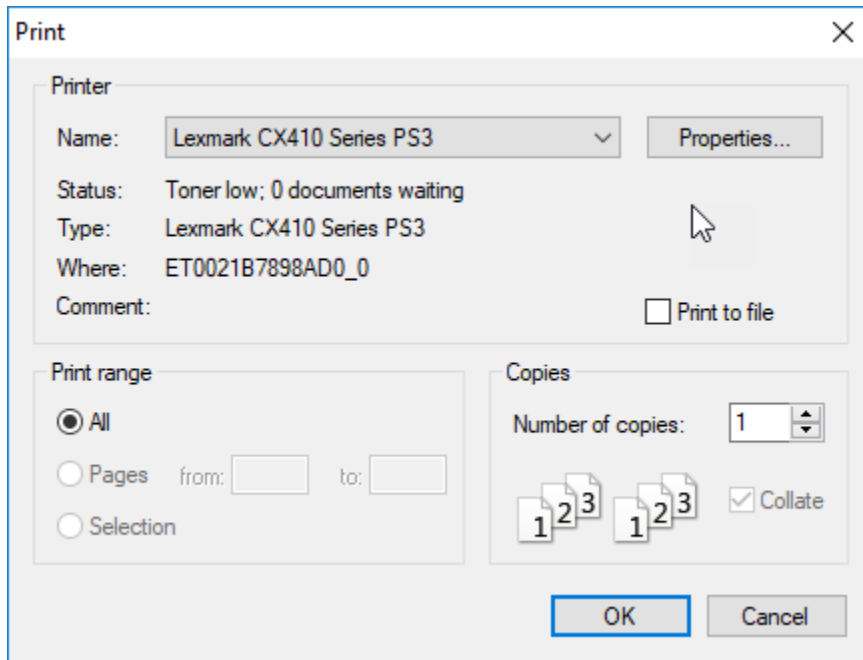 Print
Printer
Name: Lexmark CX410 Series PS3 Properties...
Status: Toner low; 0 documents waiting
Type: Lexmark CX410 Series PS3
Where: ET0021B7898AD0_0
Comment: Print to file
Print range
All
Pages from: to:
Selection
Copies
Number of copies: 1
1 2 3 1 2 3 Collate
OK Cancel